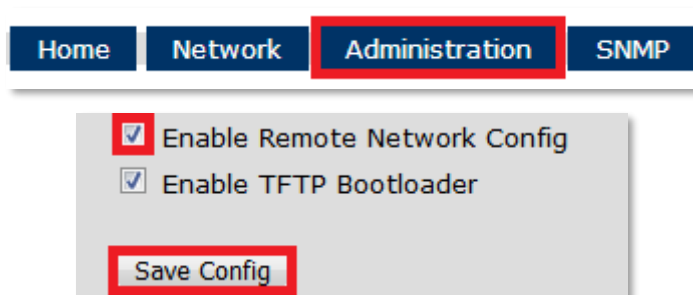 Home Network Administration SNMP
Enable Remote Network Config
Enable TFTP Bootloader
Save Config